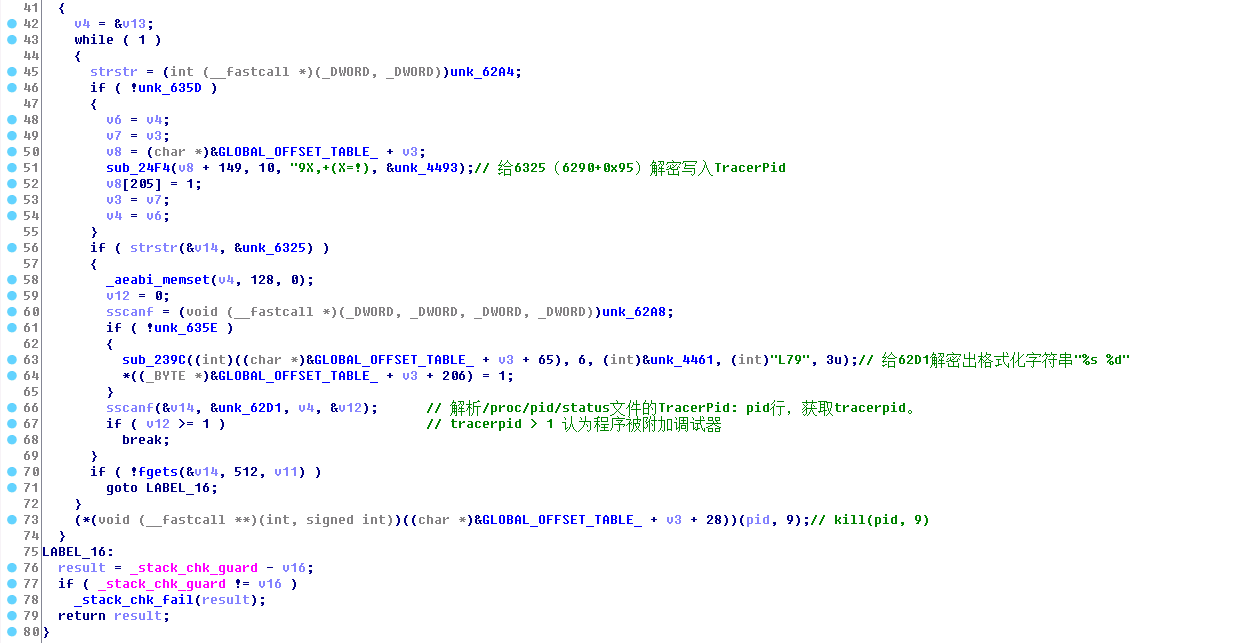 41 {
42 v4 = &v13;
43 while ( 1 )
44 {
45 strstr = (int (__fastcall *)(_DWORD, _DWORD))unk_62A4;
46 if ( !unk_635D )
47 {
48 v6 = v4;
49 v7 = v3;
50 v8 = (char *)&GLOBAL_OFFSET_TABLE_ + v3;
51 sub_24F4(v8 + 149, 10, "9X,+(X=!), &unk_4493);// 给6325（6290+0x95）解密写入TracerPid
52 v8[205] = 1;
53 v3 = v7;
54 v4 = v6;
55 }
56 if ( strstr(&v14, &unk_6325) )
57 {
58 _aeabi_memset(v4, 128, 0);
59 v12 = 0;
60 sscanf = (void (__fastcall *)(_DWORD, _DWORD, _DWORD, _DWORD))unk_62A8;
61 if ( !unk_635E )
62 {
63 sub_239C((int)((char *)&GLOBAL_OFFSET_TABLE_ + v3 + 65), 6, (int)&unk_4461, (int)"L79", 3u);// 给62D1解密出格式化字符串"%s %d"
64 *((_BYTE *)&GLOBAL_OFFSET_TABLE_ + v3 + 206) = 1;
65 }
66 sscanf(&v14, &unk_62D1, v4, &v12); // 解析/proc/pid/status文件的TracerPid: pid行，获取tracerpid。
67 if ( v12 >= 1 ) // tracerpid > 1 认为程序被附加调试器
68 break;
69 }
70 if ( !fgets(&v14, 512, v11) )
71 goto LABEL_16;
72 }
73 (*(void (__fastcall **)(int, signed int))((char *)&GLOBAL_OFFSET_TABLE_ + v3 + 28))(pid, 9);// kill(pid, 9)
74 }
75 LABEL_16:
76 result = _stack_chk_guard - v16;
77 if ( _stack_chk_guard != v16 )
78 _stack_chk_fail(result);
79 return result;
80 }